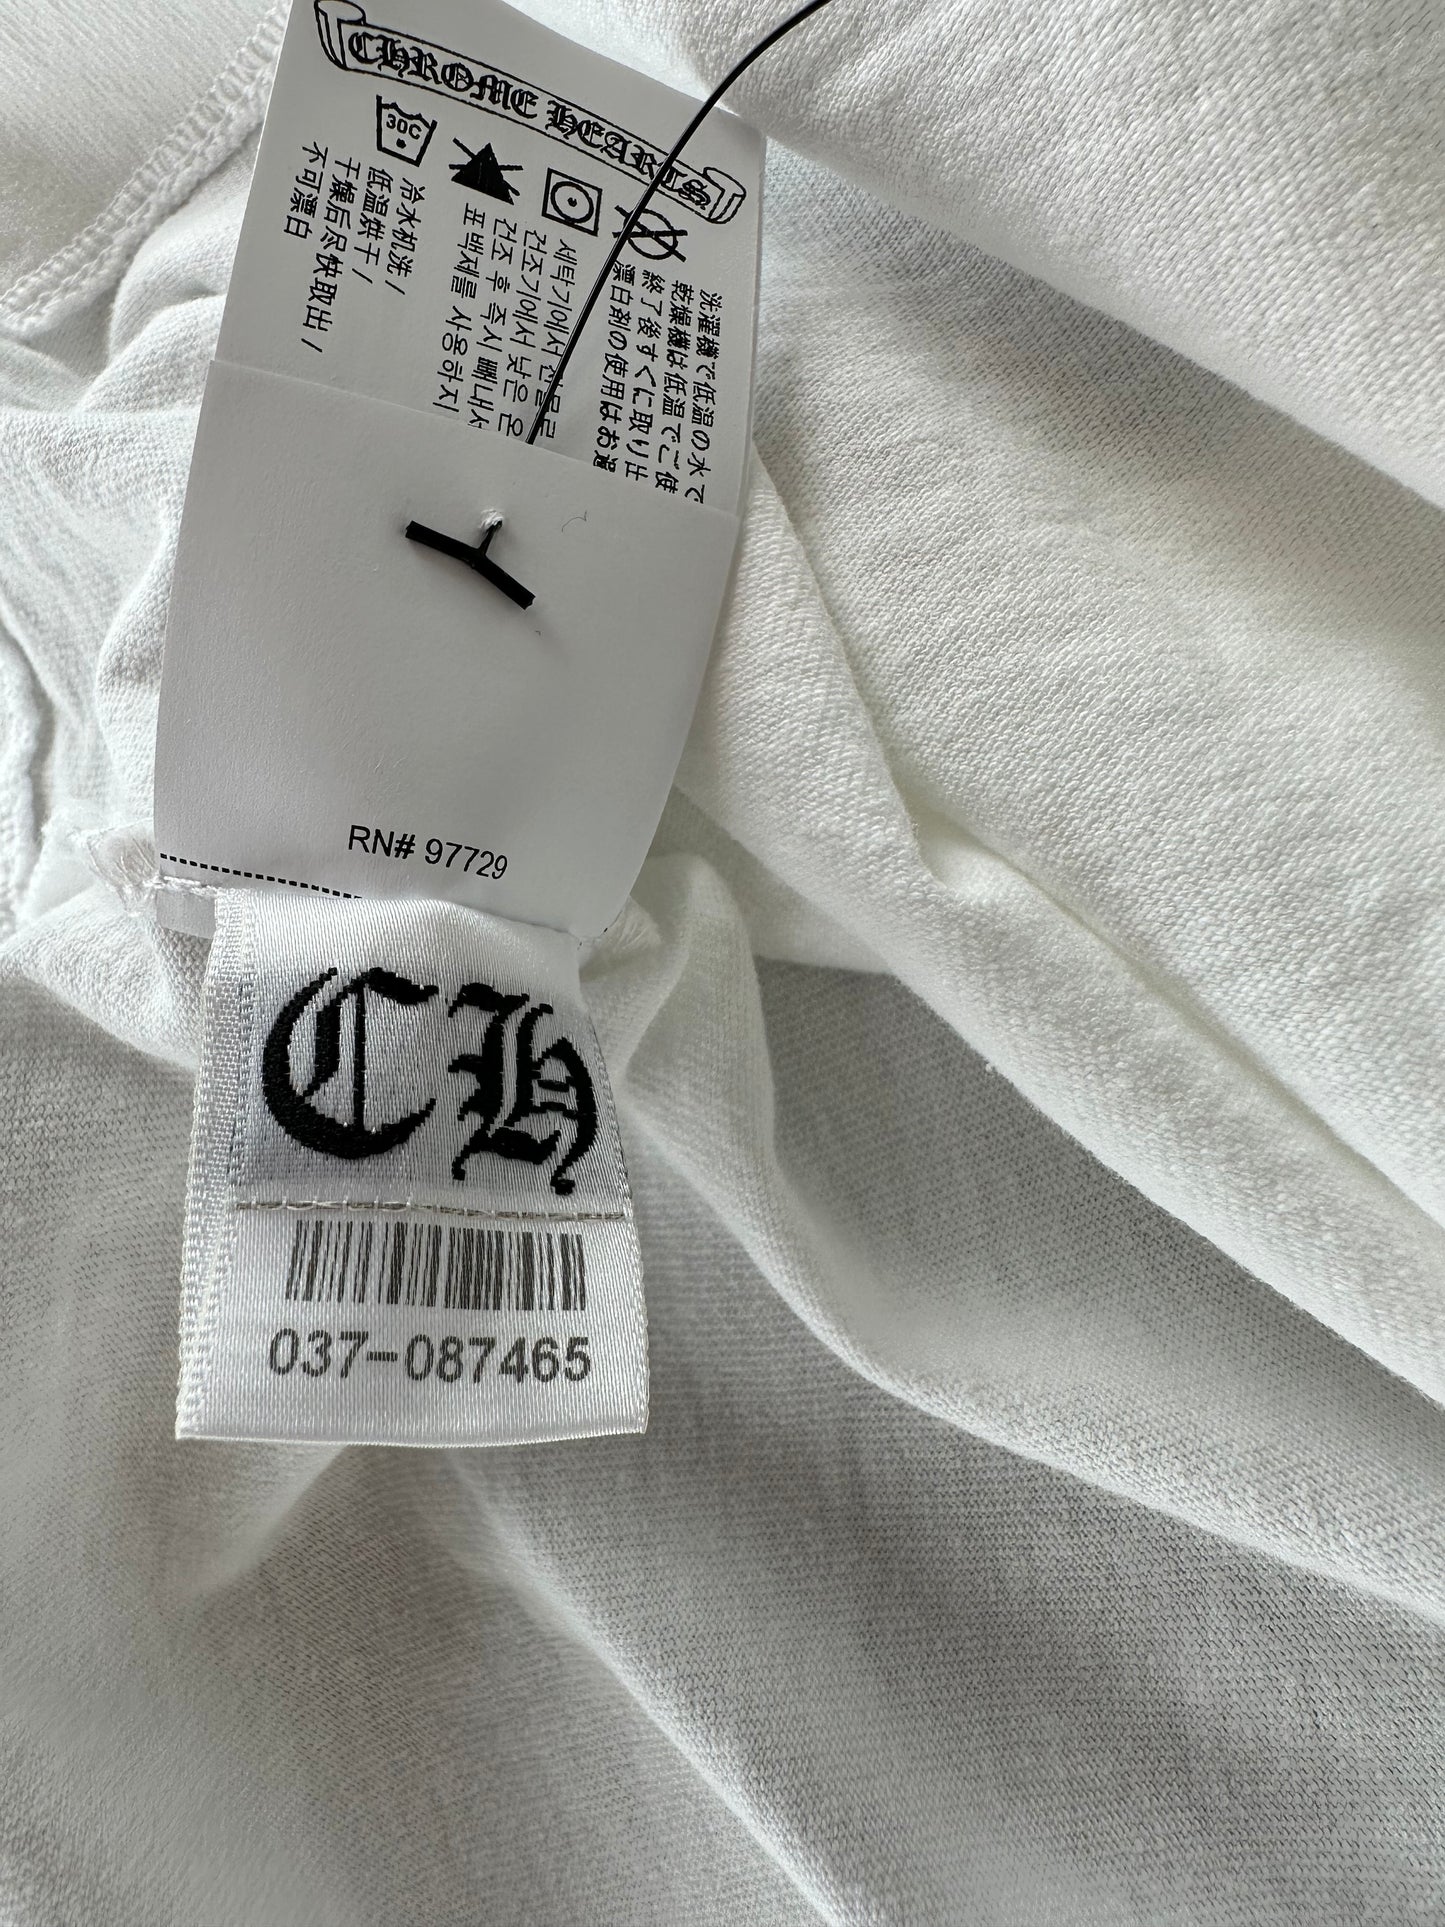 CHROME HEARTS
30C
冷水机洗 /
低温烘干 /
干燥后尽快取出 /
不可漂白
세탁기에서 찬물로
건조기에서 낮은 온
건조 후 즉시 빼내서
표백제를 사용하지
洗濯機で低温の水で
乾燥機は低温でご使
終了後すぐに取り出
漂白剤の使用はお避
RN# 97729
CH
037-087465